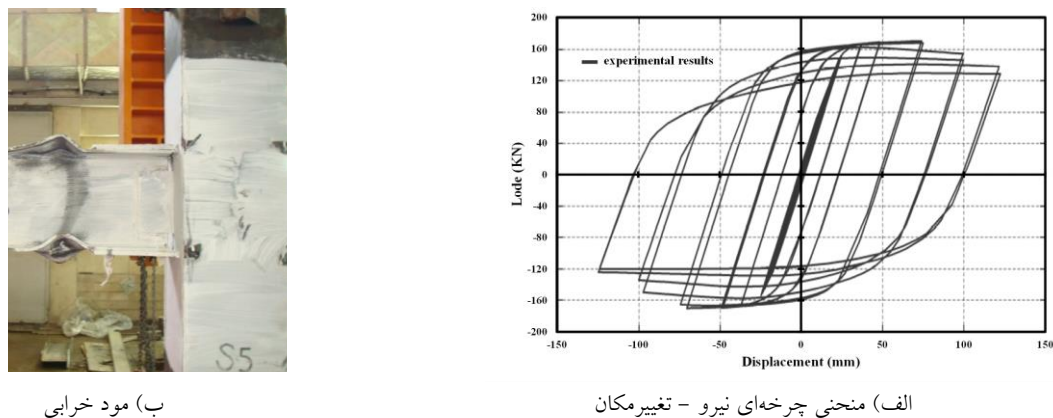 S5
200
160
120
80
40
0
-40
-80
-120
-160
-200
Lode (KN)
experimental results
-150 -100 -50 0 50 100 150
Displacement (mm)
الف) منحنی چرخه‌ای نیرو - تغییرمکان
ب) مود خرابی